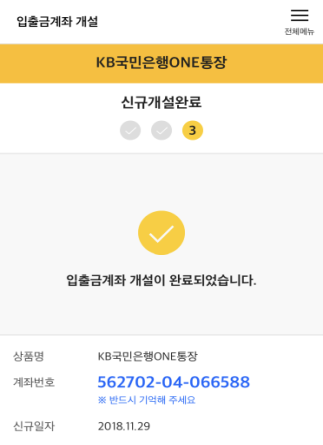 입출금계좌 개설
전체메뉴
KB국민은행ONE통장
신규개설완료
3
입출금계좌 개설이 완료되었습니다.
상품명 KB국민은행ONE통장
계좌번호 562702-04-066588
※ 반드시 기억해 주세요
신규일자 2018.11.29